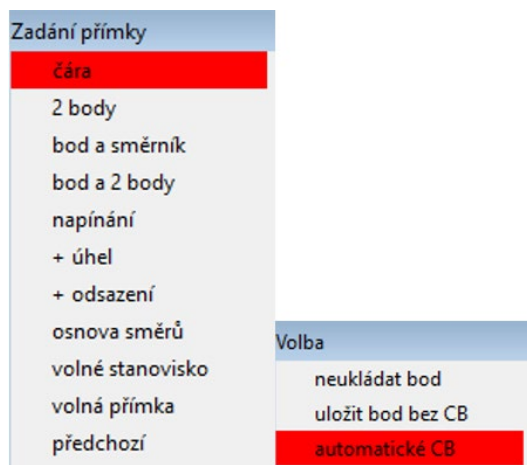 Zadání přímky
čára
2 body
bod a směrník
bod a 2 body
napínání
+ úhel
+ odsazení
osnova směrů
volné stanovisko
volná přímka
předchozí
Volba
neukládat bod
uložit bod bez CB
automatické CB